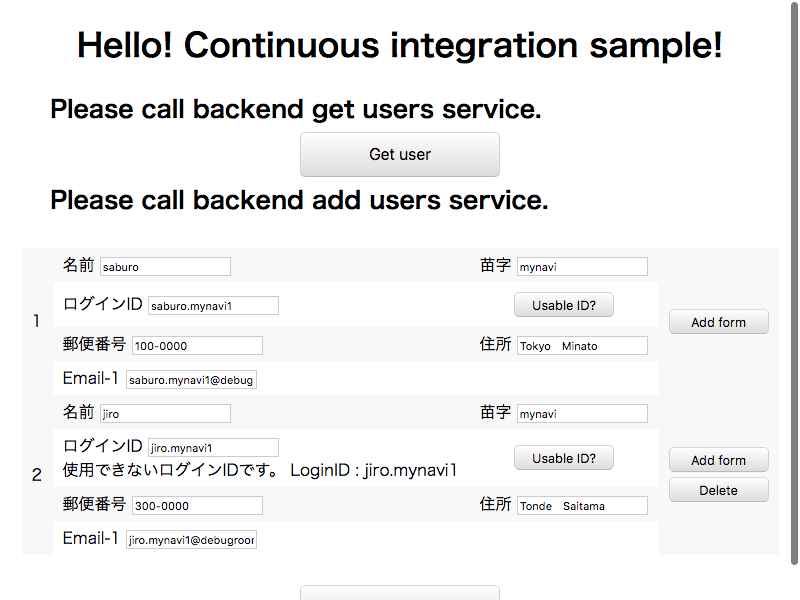 Hello! Continuous integration sample!
Please call backend get users service.
Get user
Please call backend add users service.
名前 saburo 苗字 mynavi
1 ログインID saburo.mynavi1 Usable ID? Add form
郵便番号 100-0000 住所 Tokyo　Minato
Email-1 saburo.mynavi1@debug
名前 jiro 苗字 mynavi
2 ログインID jiro.mynavi1 Usable ID? Add form
使用できないログインIDです。 LoginID : jiro.mynavi1
Delete
郵便番号 300-0000 住所 Tonde　Saitama
Email-1 jiro.mynavi1@debugroor